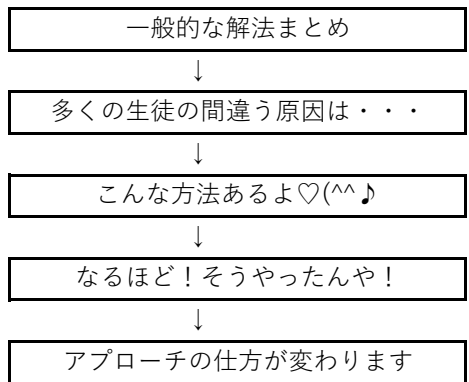 一般的な解法まとめ
↓
多くの生徒の間違う原因は・・・
↓
こんな方法あるよ♡(^^♪
↓
なるほど！そうやったんや！
↓
アプローチの仕方が変わります